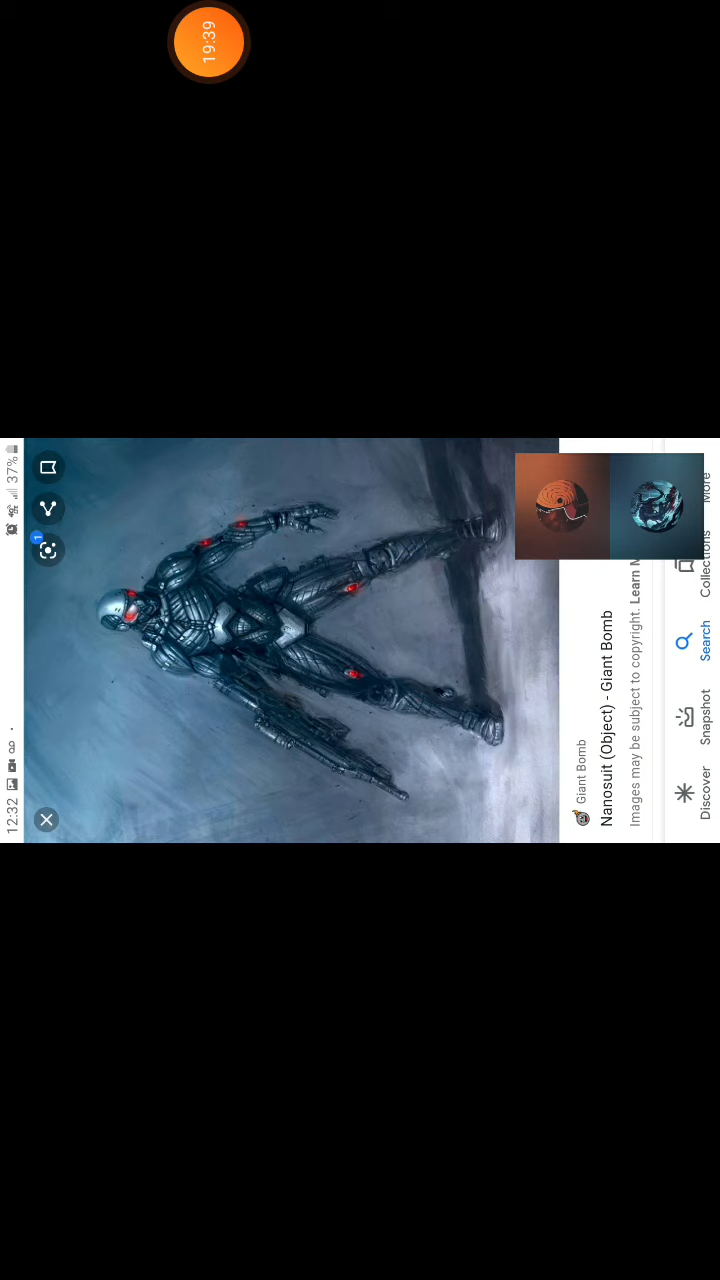 19:39
12:32
37%
1
Giant Bomb
Nanosuit (Object) - Giant Bomb
Images may be subject to copyright. Learn M
Discover
Snapshot
Search
Collections
More